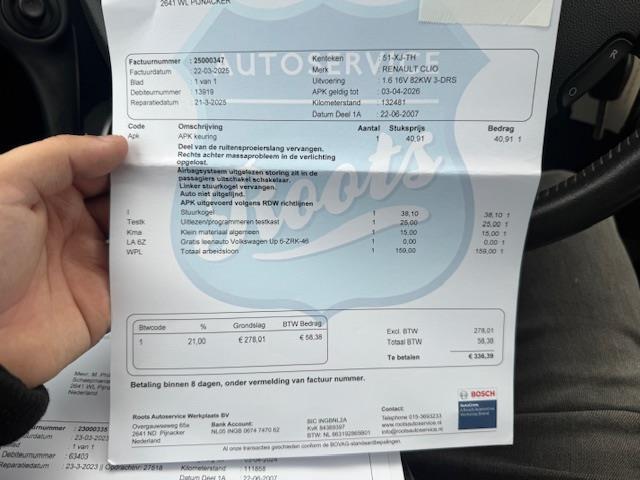 2641 WL PIJNACKER
AUTOSERVICE
Roots
Factuurnummer : 25000347
Factuurdatum : 22-03-2025
Blad : 1 van 1
Debiteurnummer : 13919
Reparatiedatum : 21-3-2025
Kenteken : 51-XJ-TH
Merk : RENAULT CLIO
Uitvoering : 1.6 16V 82KW 3-DRS
APK geldig tot : 03-04-2026
Kilometerstand : 132481
Datum Deel 1A : 22-06-2007
Code Omschrijving Aantal Stuksprijs Bedrag
Apk APK keuring 1 40,91 40,91 1
Deel van de ruitensproeierslang vervangen.
Rechts achter massaprobleem in de verlichting
opgelost.
Airbagsysteem uitgelezen storing zit in de
passagiers uitschakel schakelaar.
Linker stuurkogel vervangen.
Auto niet uitgelijnd.
APK uitgevoerd volgens RDW richtlijnen
I Stuurkogel 1 38,10 38,10 1
Testk Uitlezen/programmeren testkast 1 25,00 25,00 1
Kma Klein materiaal algemeen 1 15,00 15,00 1
LA 6Z Gratis leenauto Volkswagen Up 6-ZRK-46 1 0,00 0,00 1
WPL Totaal arbeidsloon 1 159,00 159,00 1
Btwcode % Grondslag BTW Bedrag
1 21,00 € 278,01 € 58,38
Excl. BTW 278,01
Totaal BTW 58,38
Te betalen € 336,39
Betaling binnen 8 dagen, onder vermelding van factuur nummer.
BOSCH
Roots Autoservice Werkplaats BV
Overgauwseweg 65a
2641 ND Pijnacker
Nederland
Bank Account:
NL05 INGB 0674 7470 62
BIC INGBNL2A
KvK 84369397
BTW: NL 863192865B01
Contact:
Telephone 015-3693233
www.rootsautoservice.nl
info@rootsautoservice.nl
Al onze transacties geschieden conform de BOVAG-standaardbepalingen.
2641 WL PIJN
23000335
23-03-202
1 van 1
63403
Reparatiedatum : 23-3-2023 || Opdrachtnr: 27518
Kilometerstand : 111858
22-06-2007
R